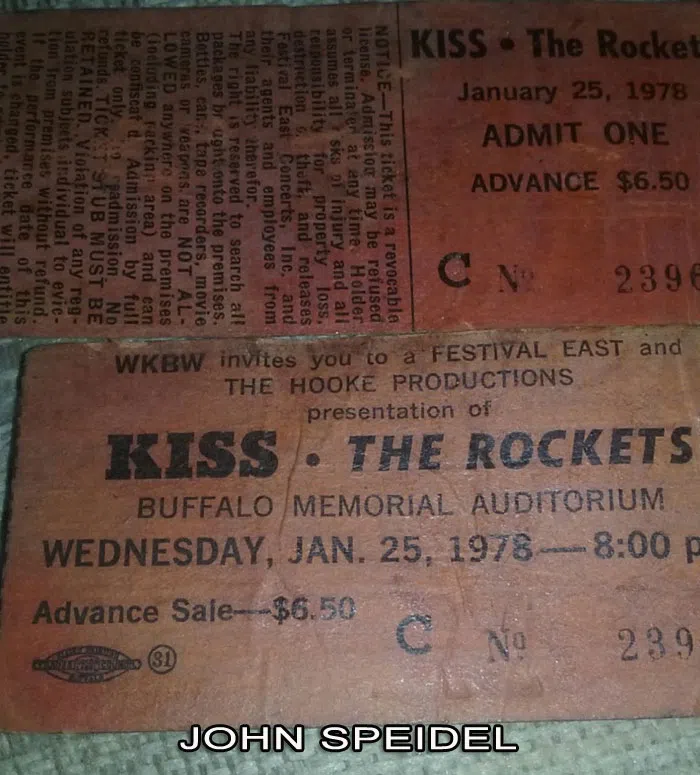 KISS • The Rocket
January 25, 1978
ADMIT ONE
ADVANCE $6.50
C No 2396
NOTICE—This ticket is a revocable
license. Admission may be refused
or terminated at any time. Holder
assumes all risks of injury and all
responsibility for property loss,
destruction or theft, and releases
Festival East Concerts, Inc, and
their agents and employees from
any liability therefor.
The right is reserved to search all
packages brought onto the premises.
Bottles, cans, tape recorders, movie
cameras or weapons are NOT AL-
LOWED anywhere on the premises
(including parking area) and can
be confiscated. Admission by full
ticket only. No readmission. No
refunds. TICKET STUB MUST BE
RETAINED. Violation of any reg-
ulation subjects individual to evic-
tion from premises without refund.
If the performance date of this
event is changed, ticket will entitle
WKBW invites you to a FESTIVAL EAST and
THE HOOKE PRODUCTIONS
presentation of
KISS • THE ROCKETS
BUFFALO MEMORIAL AUDITORIUM
WEDNESDAY, JAN. 25, 1978—8:00 p
Advance Sale—$6.50
C No 239
31
JOHN SPEIDEL